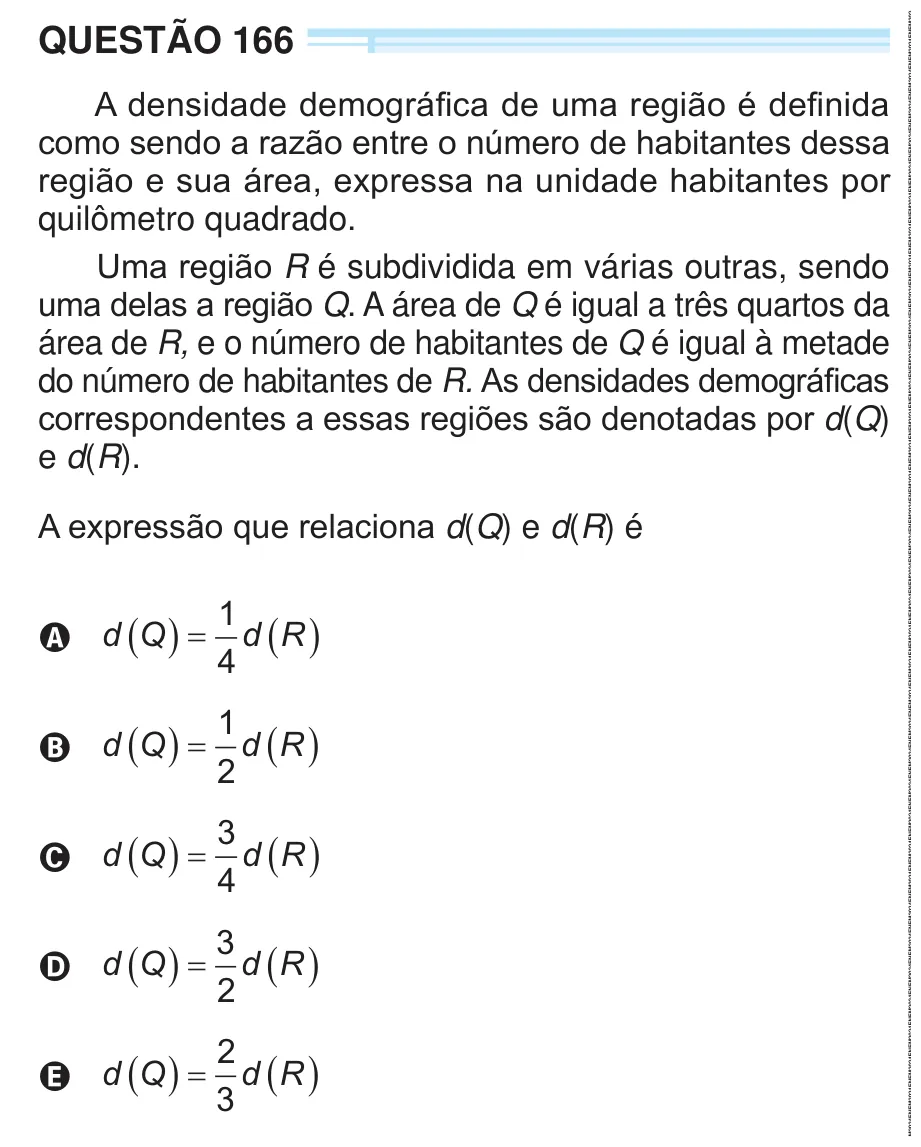 QUESTÃO 166
A densidade demográfica de uma região é definida
como sendo a razão entre o número de habitantes dessa
região e sua área, expressa na unidade habitantes por
quilômetro quadrado.
Uma região R é subdividida em várias outras, sendo
uma delas a região Q. A área de Q é igual a três quartos da
área de R, e o número de habitantes de Q é igual à metade
do número de habitantes de R. As densidades demográficas
correspondentes a essas regiões são denotadas por d(Q)
e d(R).
A expressão que relaciona d(Q) e d(R) é
A d(Q) = 1/4 d(R)
B d(Q) = 1/2 d(R)
C d(Q) = 3/4 d(R)
D d(Q) = 3/2 d(R)
E d(Q) = 2/3 d(R)